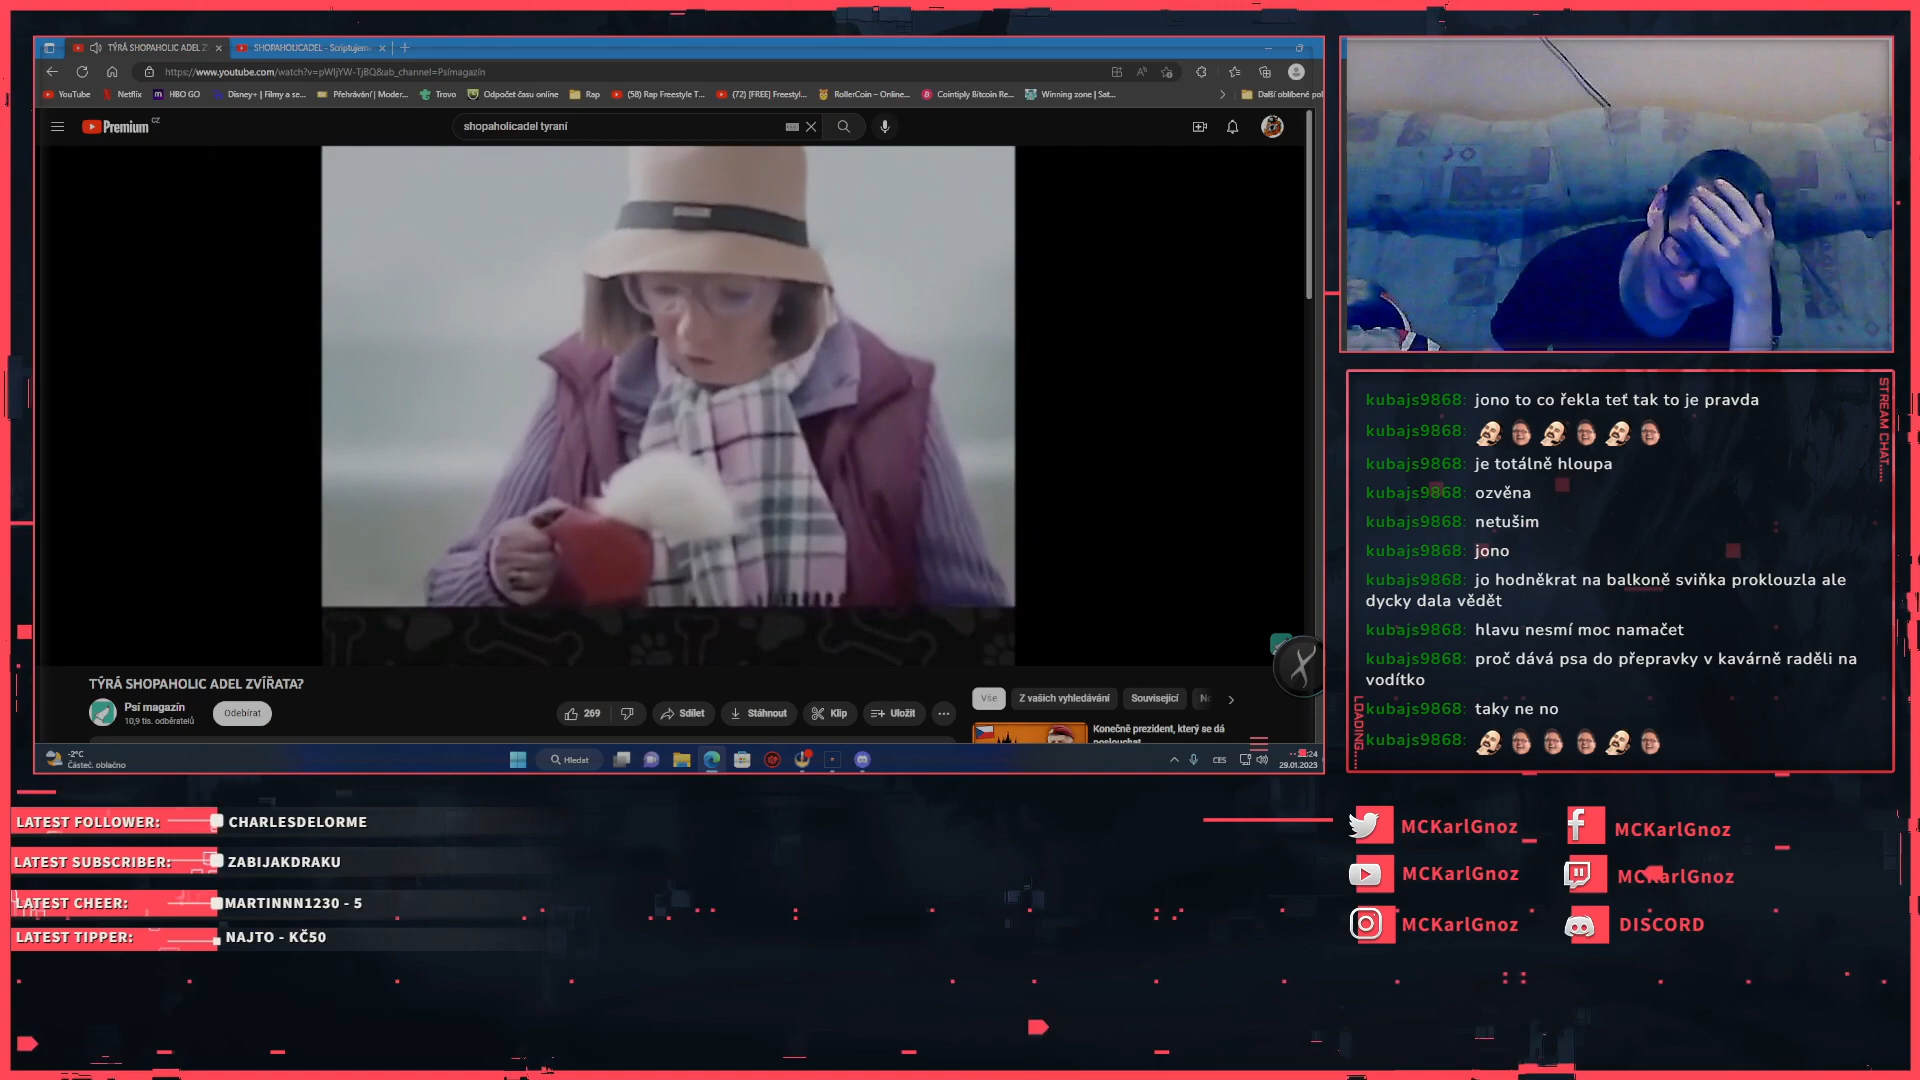 TÝRÁ SHOPAHOLIC ADEL Z
SHOPAHOLICADEL - Scriptujem
https://www.youtube.com/watch?v=pWIjYW-TjBQ&ab_channel=Psímagazín
YouTube
Netflix
HBO GO
Disney+ | Filmy a se...
Přehrávání | Moder...
Trovo
Odpočet času online
Rap
(58) Rap Freestyle T...
(72) [FREE] Freestyl...
RollerCoin – Online...
Cointiply Bitcoin Re...
Winning zone | Sat...
Další oblíbené pol
Premium CZ
shopaholicadel tyraní
TÝRÁ SHOPAHOLIC ADEL ZVÍŘATA?
Psí magazín
10,9 tis. odběratelů
Odebírat
269
Sdílet
Stáhnout
Klip
Uložit
Vše
Z vašich vyhledávání
Související
Konečně prezident, který se dá
poslouchat
-2°C
Částeč. oblačno
Hledat
CES
29.01.2023
kubajs9868: jono to co řekla teť tak to je pravda
kubajs9868:
kubajs9868: je totálně hloupa
kubajs9868: ozvěna
kubajs9868: netušim
kubajs9868: jono
kubajs9868: jo hodněkrat na balkoně sviňka proklouzla ale
dycky dala vědět
kubajs9868: hlavu nesmí moc namačet
kubajs9868: proč dává psa do přepravky v kavárně raděli na
vodítko
kubajs9868: taky ne no
kubajs9868:
STREAM CHAT.....
LOADING.....
LATEST FOLLOWER: CHARLESDELORME
LATEST SUBSCRIBER: ZABIJAKDRAKU
LATEST CHEER: MARTINNN1230 - 5
LATEST TIPPER: NAJTO - KČ50
MCKarlGnoz
MCKarlGnoz
MCKarlGnoz
MCKarlGnoz
MCKarlGnoz
DISCORD